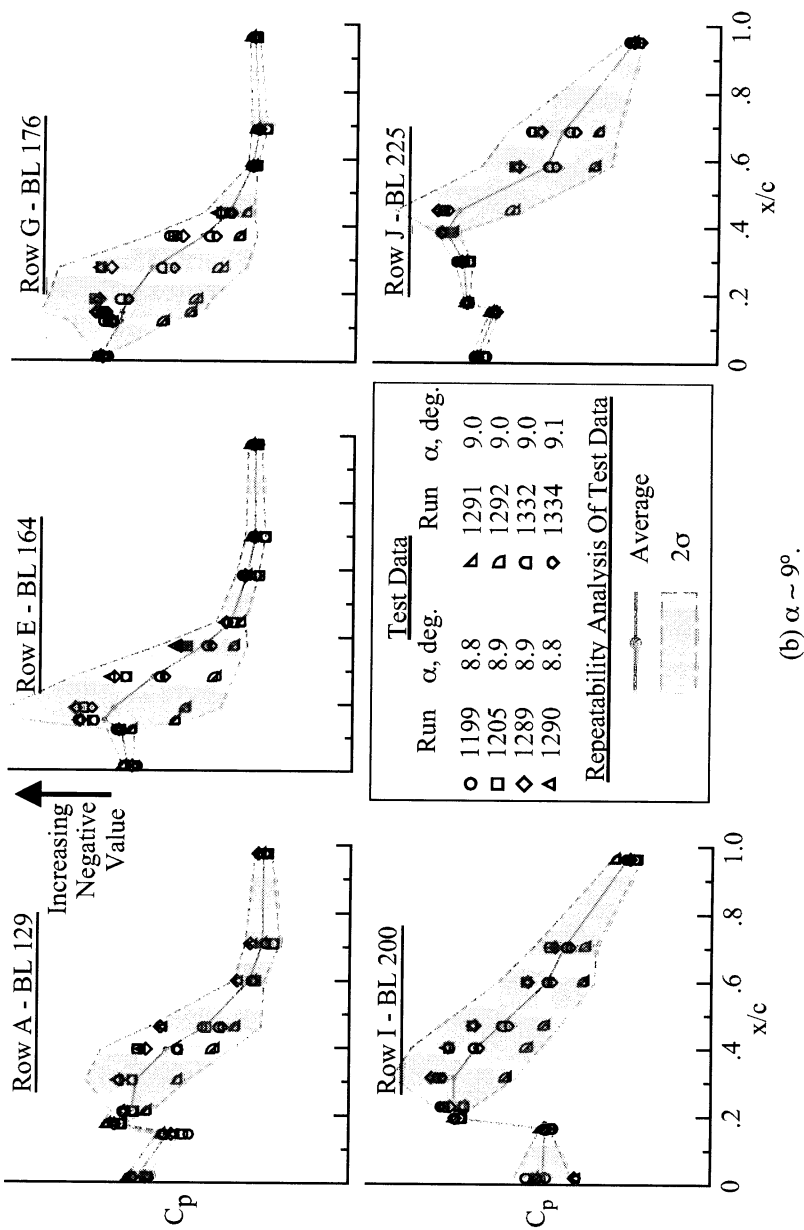 Row A - BL 129
Row E - BL 164
Row G - BL 176
Increasing
Negative
Value
Cp
Row I - BL 200
Row J - BL 225
Cp
0 .2 .4 .6 .8 1.0
x/c
0 .2 .4 .6 .8 1.0
x/c
Test Data
Run α, deg. Run α, deg.
1199 8.8 1291 9.0
1205 8.9 1292 9.0
1289 8.9 1332 9.0
1290 8.8 1334 9.1
Repeatability Analysis Of Test Data
Average
2σ
(b) α ~ 9º.